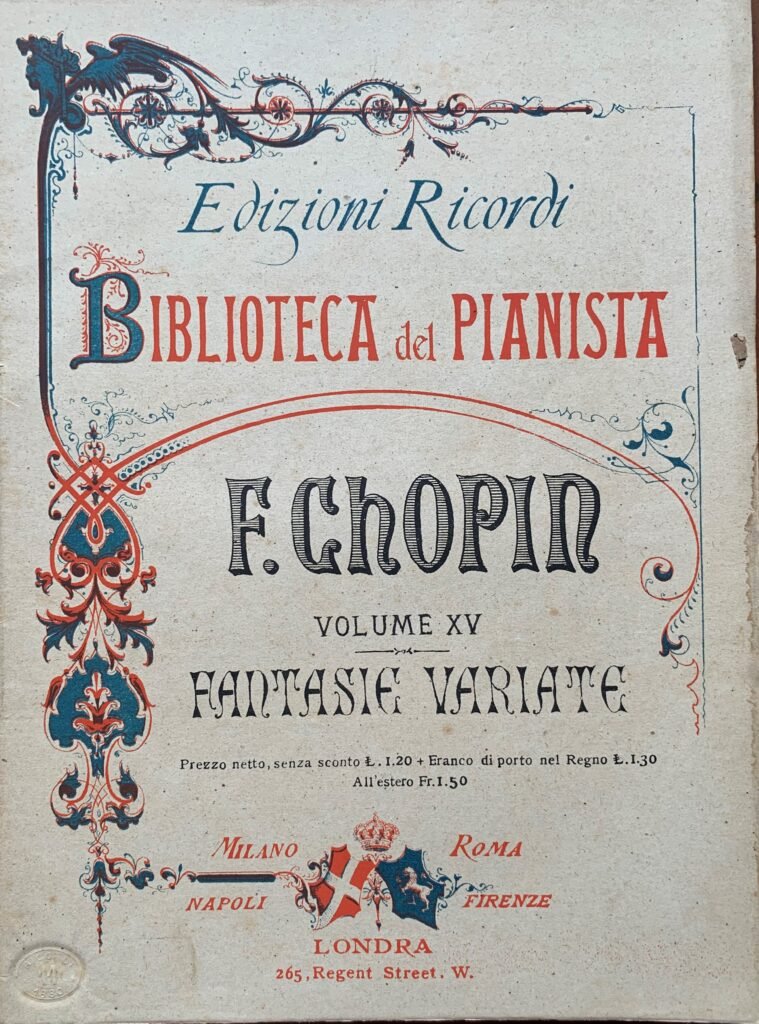 Edizioni Ricordi
BIBLIOTECA del PIANISTA
F. ChOPIN
VOLUME XV
FANTASIE VARIATE
Prezzo netto, senza sconto Ł. 1.20 + Franco di porto nel Regno Ł. 1.30
All'estero Fr. 1.50
MILANO ROMA
NAPOLI FIRENZE
LONDRA
265, Regent Street. W.